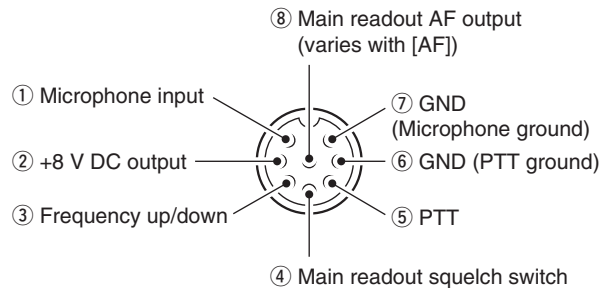 ⑧ Main readout AF output
(varies with [AF])
① Microphone input
⑦ GND
(Microphone ground)
② +8 V DC output
⑥ GND (PTT ground)
③ Frequency up/down
⑤ PTT
④ Main readout squelch switch